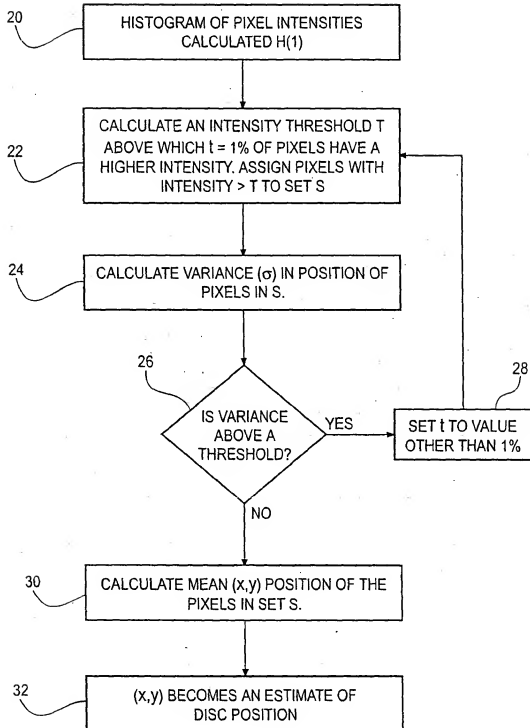 20
HISTOGRAM OF PIXEL INTENSITIES
CALCULATED H(1)
22
CALCULATE AN INTENSITY THRESHOLD T
ABOVE WHICH t = 1% OF PIXELS HAVE A
HIGHER INTENSITY. ASSIGN PIXELS WITH
INTENSITY > T TO SET S
24
CALCULATE VARIANCE (σ) IN POSITION OF
PIXELS IN S.
26
IS VARIANCE
ABOVE A
THRESHOLD?
YES
28
SET t TO VALUE
OTHER THAN 1%
NO
30
CALCULATE MEAN (x,y) POSITION OF THE
PIXELS IN SET S.
32
(x,y) BECOMES AN ESTIMATE OF
DISC POSITION